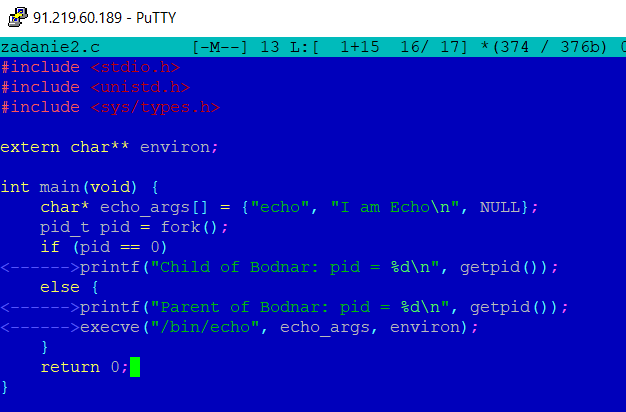 91.219.60.189 - PuTTY
zadanie2.c [-M--] 13 L:[ 1+15 16/ 17] *(374 / 376b)
#include <stdio.h>
#include <unistd.h>
#include <sys/types.h>
extern char** environ;
int main(void) {
char* echo_args[] = {"echo", "I am Echo\n", NULL};
pid_t pid = fork();
if (pid == 0)
<------>printf("Child of Bodnar: pid = %d\n", getpid());
else {
<------>printf("Parent of Bodnar: pid = %d\n", getpid());
<------>execve("/bin/echo", echo_args, environ);
}
return 0;
}